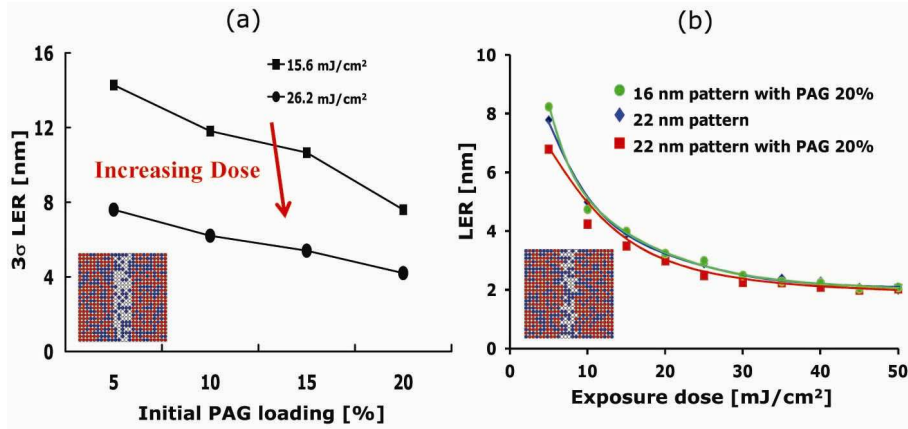 (a)
16
12
8
4
0
3σ LER [nm]
15.6 mJ/cm²
26.2 mJ/cm²
Increasing Dose
5 10 15 20
Initial PAG loading [%]
(b)
10
8
6
4
2
0
LER [nm]
16 nm pattern with PAG 20%
22 nm pattern
22 nm pattern with PAG 20%
0 10 20 30 40 50
Exposure dose [mJ/cm²]